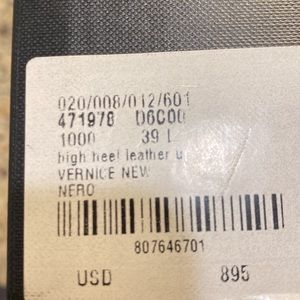 020/008/012/601
471978 D6C00
1000 39 L
high heel leather u
VERNICE NEW
NERO
807646701
USD 895